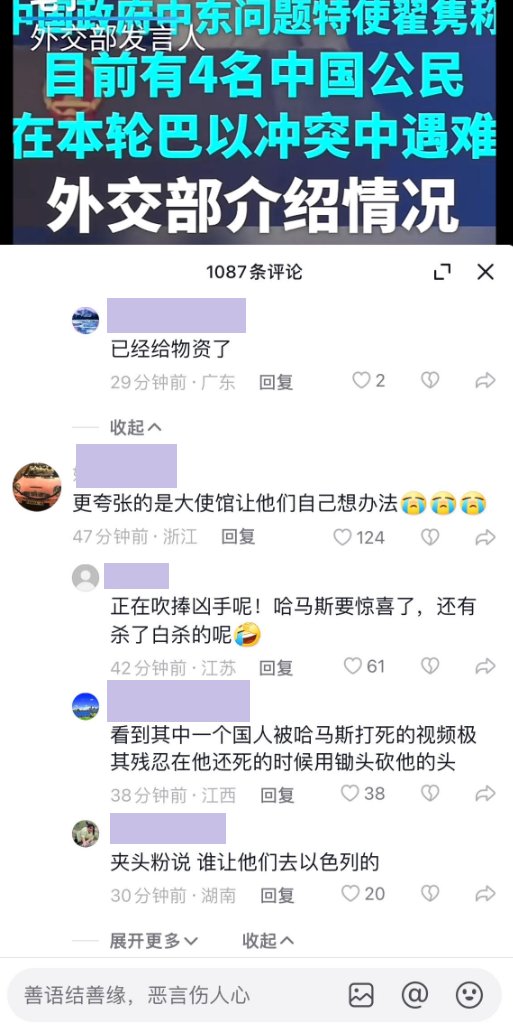 中国政府中东问题特使翟隽称
外交部发言人
目前有4名中国公民
在本轮巴以冲突中遇难
外交部介绍情况
1087条评论
已经给物资了
29分钟前·广东 回复 2
收起
更夸张的是大使馆让他们自己想办法😭😭😭
47分钟前·浙江 回复 124
正在吹捧凶手呢！哈马斯要惊喜了，还有
杀了白杀的呢🤣
42分钟前·江苏 回复 61
看到其中一个国人被哈马斯打死的视频极
其残忍在他还死的时候用锄头砍他的头
38分钟前·江西 回复 38
夹头粉说 谁让他们去以色列的
30分钟前·湖南 回复 20
展开更多 收起
善语结善缘，恶言伤人心